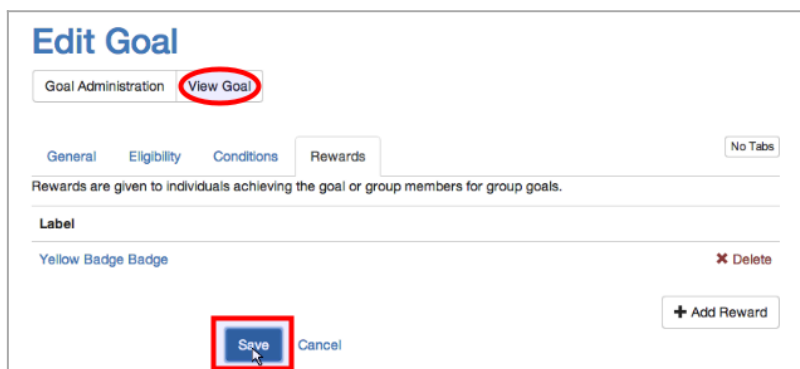 Edit Goal
Goal Administration View Goal
General Eligibility Conditions Rewards No Tabs
Rewards are given to individuals achieving the goal or group members for group goals.
Label
Yellow Badge Badge ✖ Delete
+ Add Reward
Save Cancel